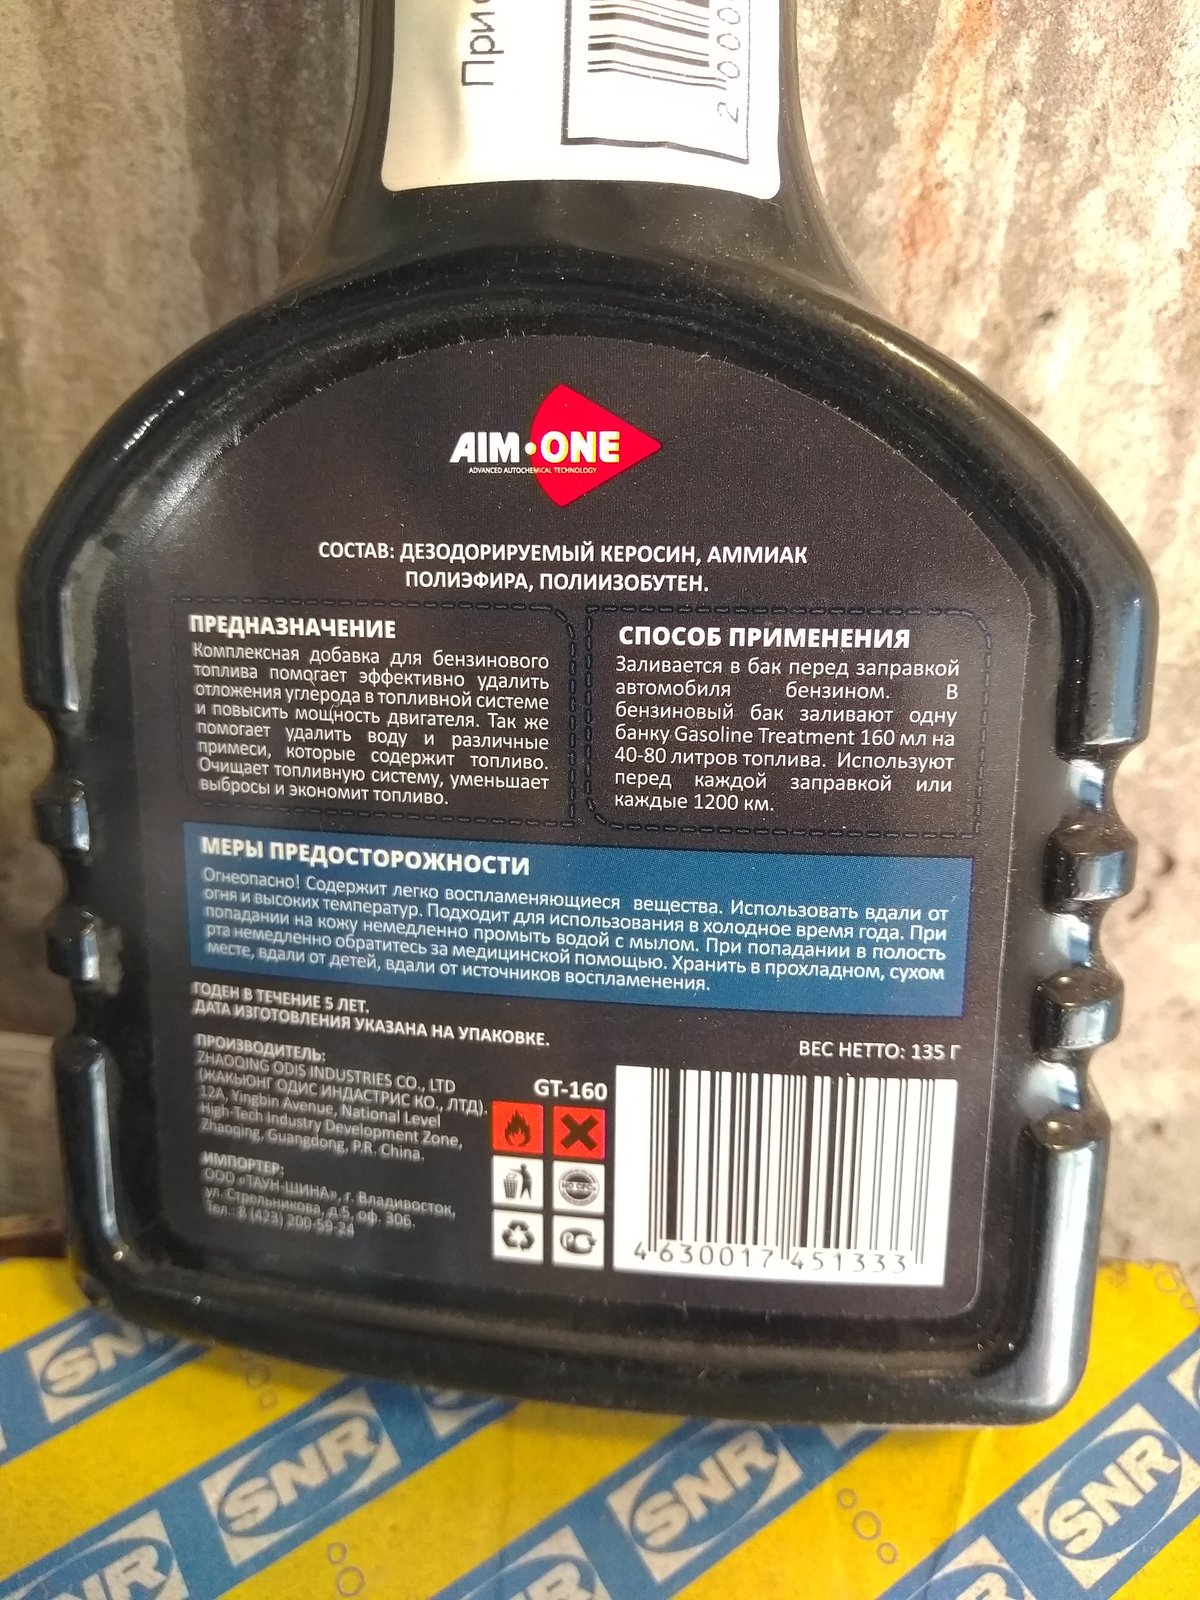 При
2 000
AIM·ONE
ADVANCED AUTOCHEMICAL TECHNOLOGY
СОСТАВ: ДЕЗОДОРИРУЕМЫЙ КЕРОСИН, АММИАК
ПОЛИЭФИРА, ПОЛИИЗОБУТЕН.
ПРЕДНАЗНАЧЕНИЕ
Комплексная добавка для бензинового
топлива помогает эффективно удалить
отложения углерода в топливной системе
и повысить мощность двигателя. Так же
помогает удалить воду и различные
примеси, которые содержит топливо.
Очищает топливную систему, уменьшает
выбросы и экономит топливо.
СПОСОБ ПРИМЕНЕНИЯ
Заливается в бак перед заправкой
автомобиля бензином. В
бензиновый бак заливают одну
банку Gasoline Treatment 160 мл на
40-80 литров топлива. Используют
перед каждой заправкой или
каждые 1200 км.
МЕРЫ ПРЕДОСТОРОЖНОСТИ
Огнеопасно! Содержит легко воспламеняющиеся вещества. Использовать вдали от
огня и высоких температур. Подходит для использования в холодное время года. При
попадании на кожу немедленно промыть водой с мылом. При попадании в полость
рта немедленно обратитесь за медицинской помощью. Хранить в прохладном, сухом
месте, вдали от детей, вдали от источников воспламенения.
ГОДЕН В ТЕЧЕНИЕ 5 ЛЕТ.
ДАТА ИЗГОТОВЛЕНИЯ УКАЗАНА НА УПАКОВКЕ.
ВЕС НЕТТО: 135 Г
ПРОИЗВОДИТЕЛЬ:
ZHAOQING ODIS INDUSTRIES CO., LTD
(ЖАКЬЮНГ ОДИС ИНДАСТРИС КО., ЛТД).
12A, Yingbin Avenue, National Level
High-Tech Industry Development Zone,
Zhaoqing, Guangdong, P.R. China.
ИМПОРТЕР:
ООО «ТАУН-ШИНА», г. Владивосток,
ул. Стрельникова, д.5, оф. 306.
Тел.: 8 (423) 200-59-24
GT-160
РСТ
4 630017 451333
SNR
SNR
SNR
SNR
SNR
SNR
SNR